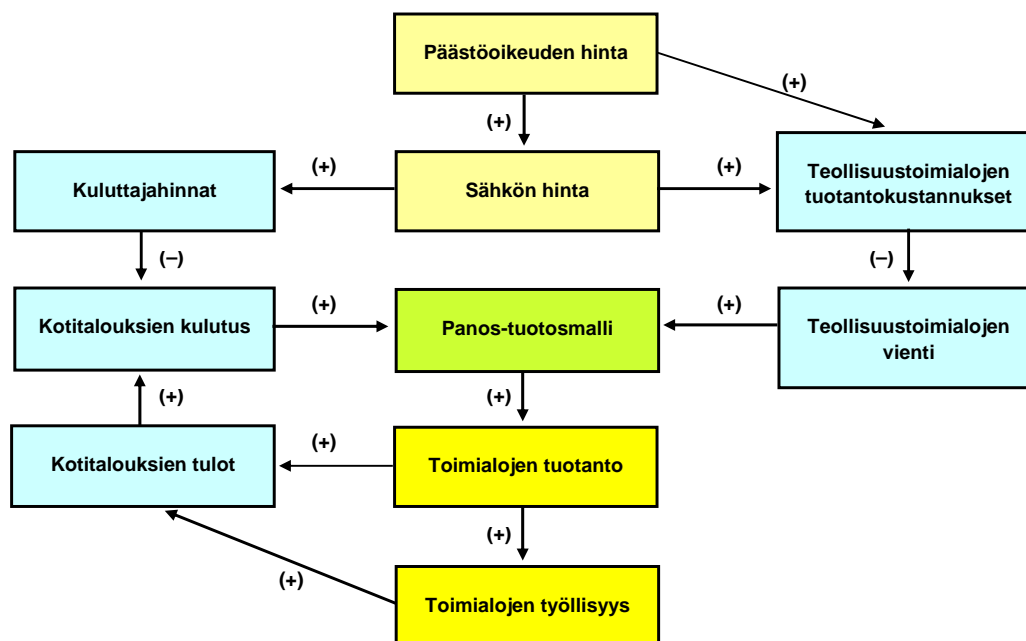 Päästöoikeuden hinta
(+)
(+)
Kuluttajahinnat
(+)
Sähkön hinta
(+)
Teollisuustoimialojen
tuotantokustannukset
(–)
(–)
Kotitalouksien kulutus
(+)
Panos-tuotosmalli
(+)
Teollisuustoimialojen
vienti
(+)
(+)
Kotitalouksien tulot
(+)
Toimialojen tuotanto
(+)
(+)
Toimialojen työllisyys